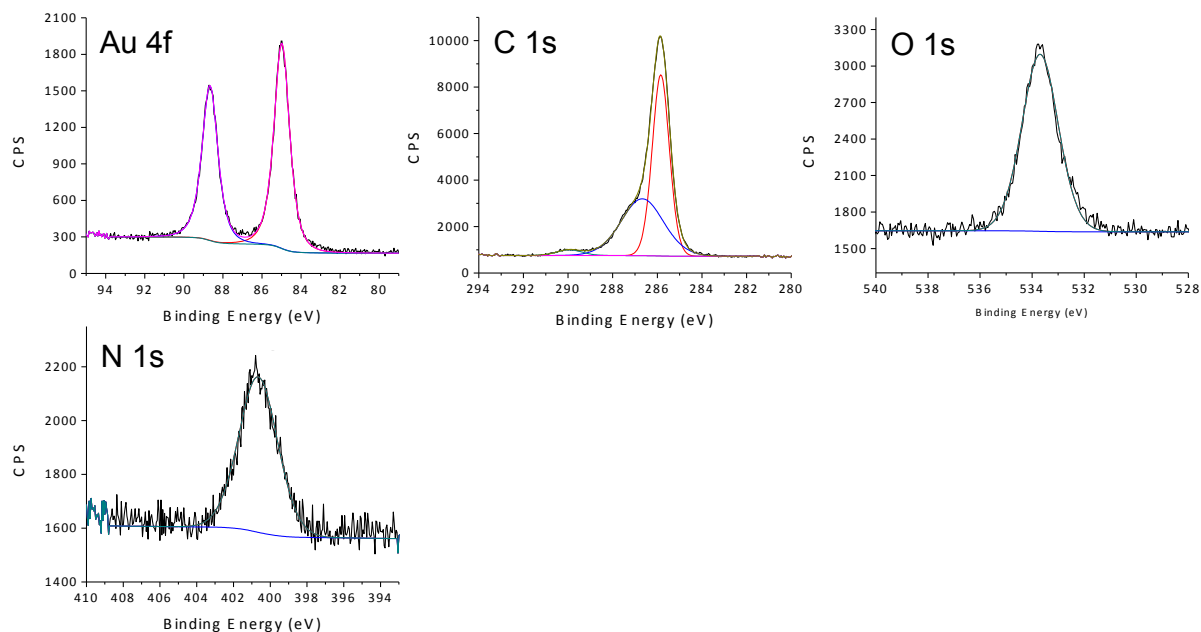 Au 4f
2100
1800
1500
1200
900
600
300
0
CPS
94 92 90 88 86 84 82 80
Binding Energy (eV)
C 1s
10000
8000
6000
4000
2000
0
CPS
294 292 290 288 286 284 282 280
Binding Energy (eV)
O 1s
3300
3000
2700
2400
2100
1800
1500
CPS
540 538 536 534 532 530 528
Binding Energy (eV)
N 1s
2200
2000
1800
1600
1400
CPS
410 408 406 404 402 400 398 396 394
Binding Energy (eV)